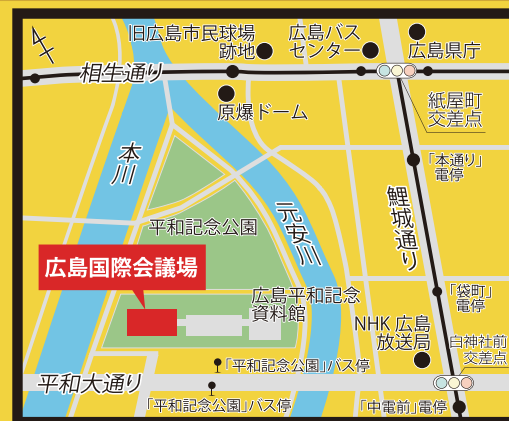 旧広島市民球場
跡地
広島バス
センター
広島県庁
相生通り
原爆ドーム
紙屋町
交差点
本川
「本通り」
電停
鯉城通り
平和記念公園
元安川
広島国際会議場
広島平和記念
資料館
「袋町」
電停
NHK 広島
放送局
白神社前
交差点
「平和記念公園」バス停
平和大通り
「平和記念公園」バス停
「中電前」電停